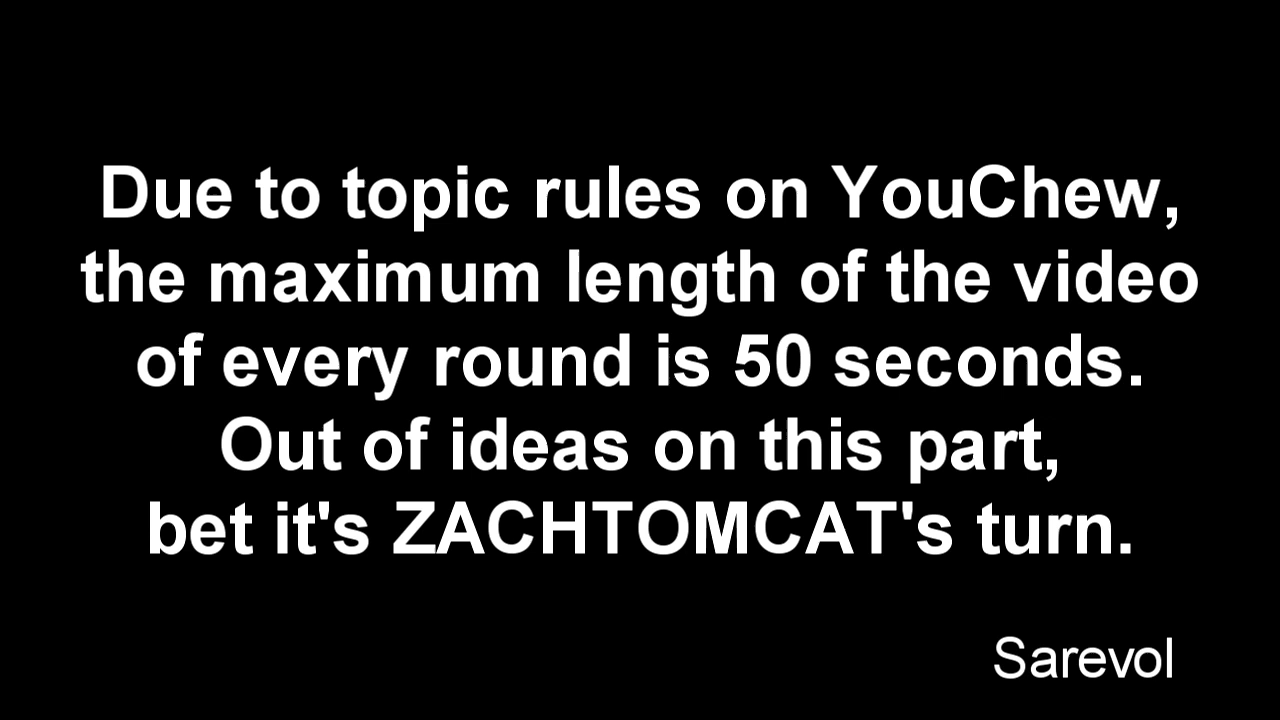 Due to topic rules on YouChew,
the maximum length of the video
of every round is 50 seconds.
Out of ideas on this part,
bet it's ZACHTOMCAT's turn.
Sarevol